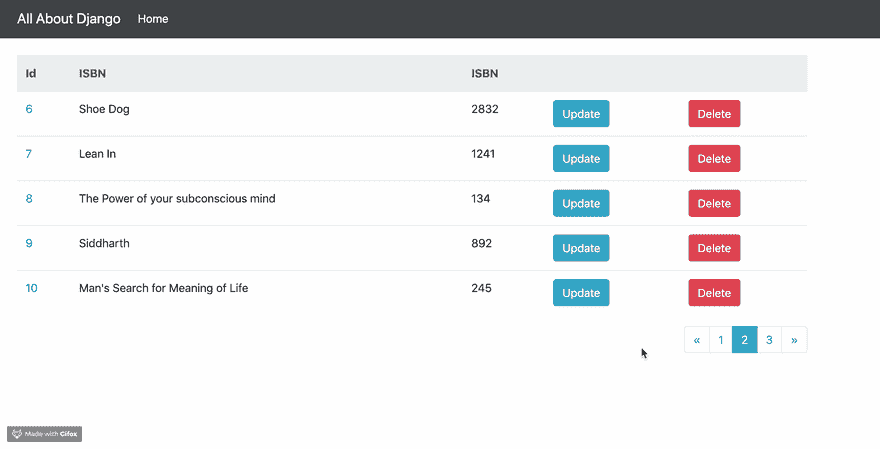 All About Django Home
Id ISBN ISBN
6 Shoe Dog 2832 Update Delete
7 Lean In 1241 Update Delete
8 The Power of your subconscious mind 134 Update Delete
9 Siddharth 892 Update Delete
10 Man's Search for Meaning of Life 245 Update Delete
« 1 2 3 »
Made with Gifox